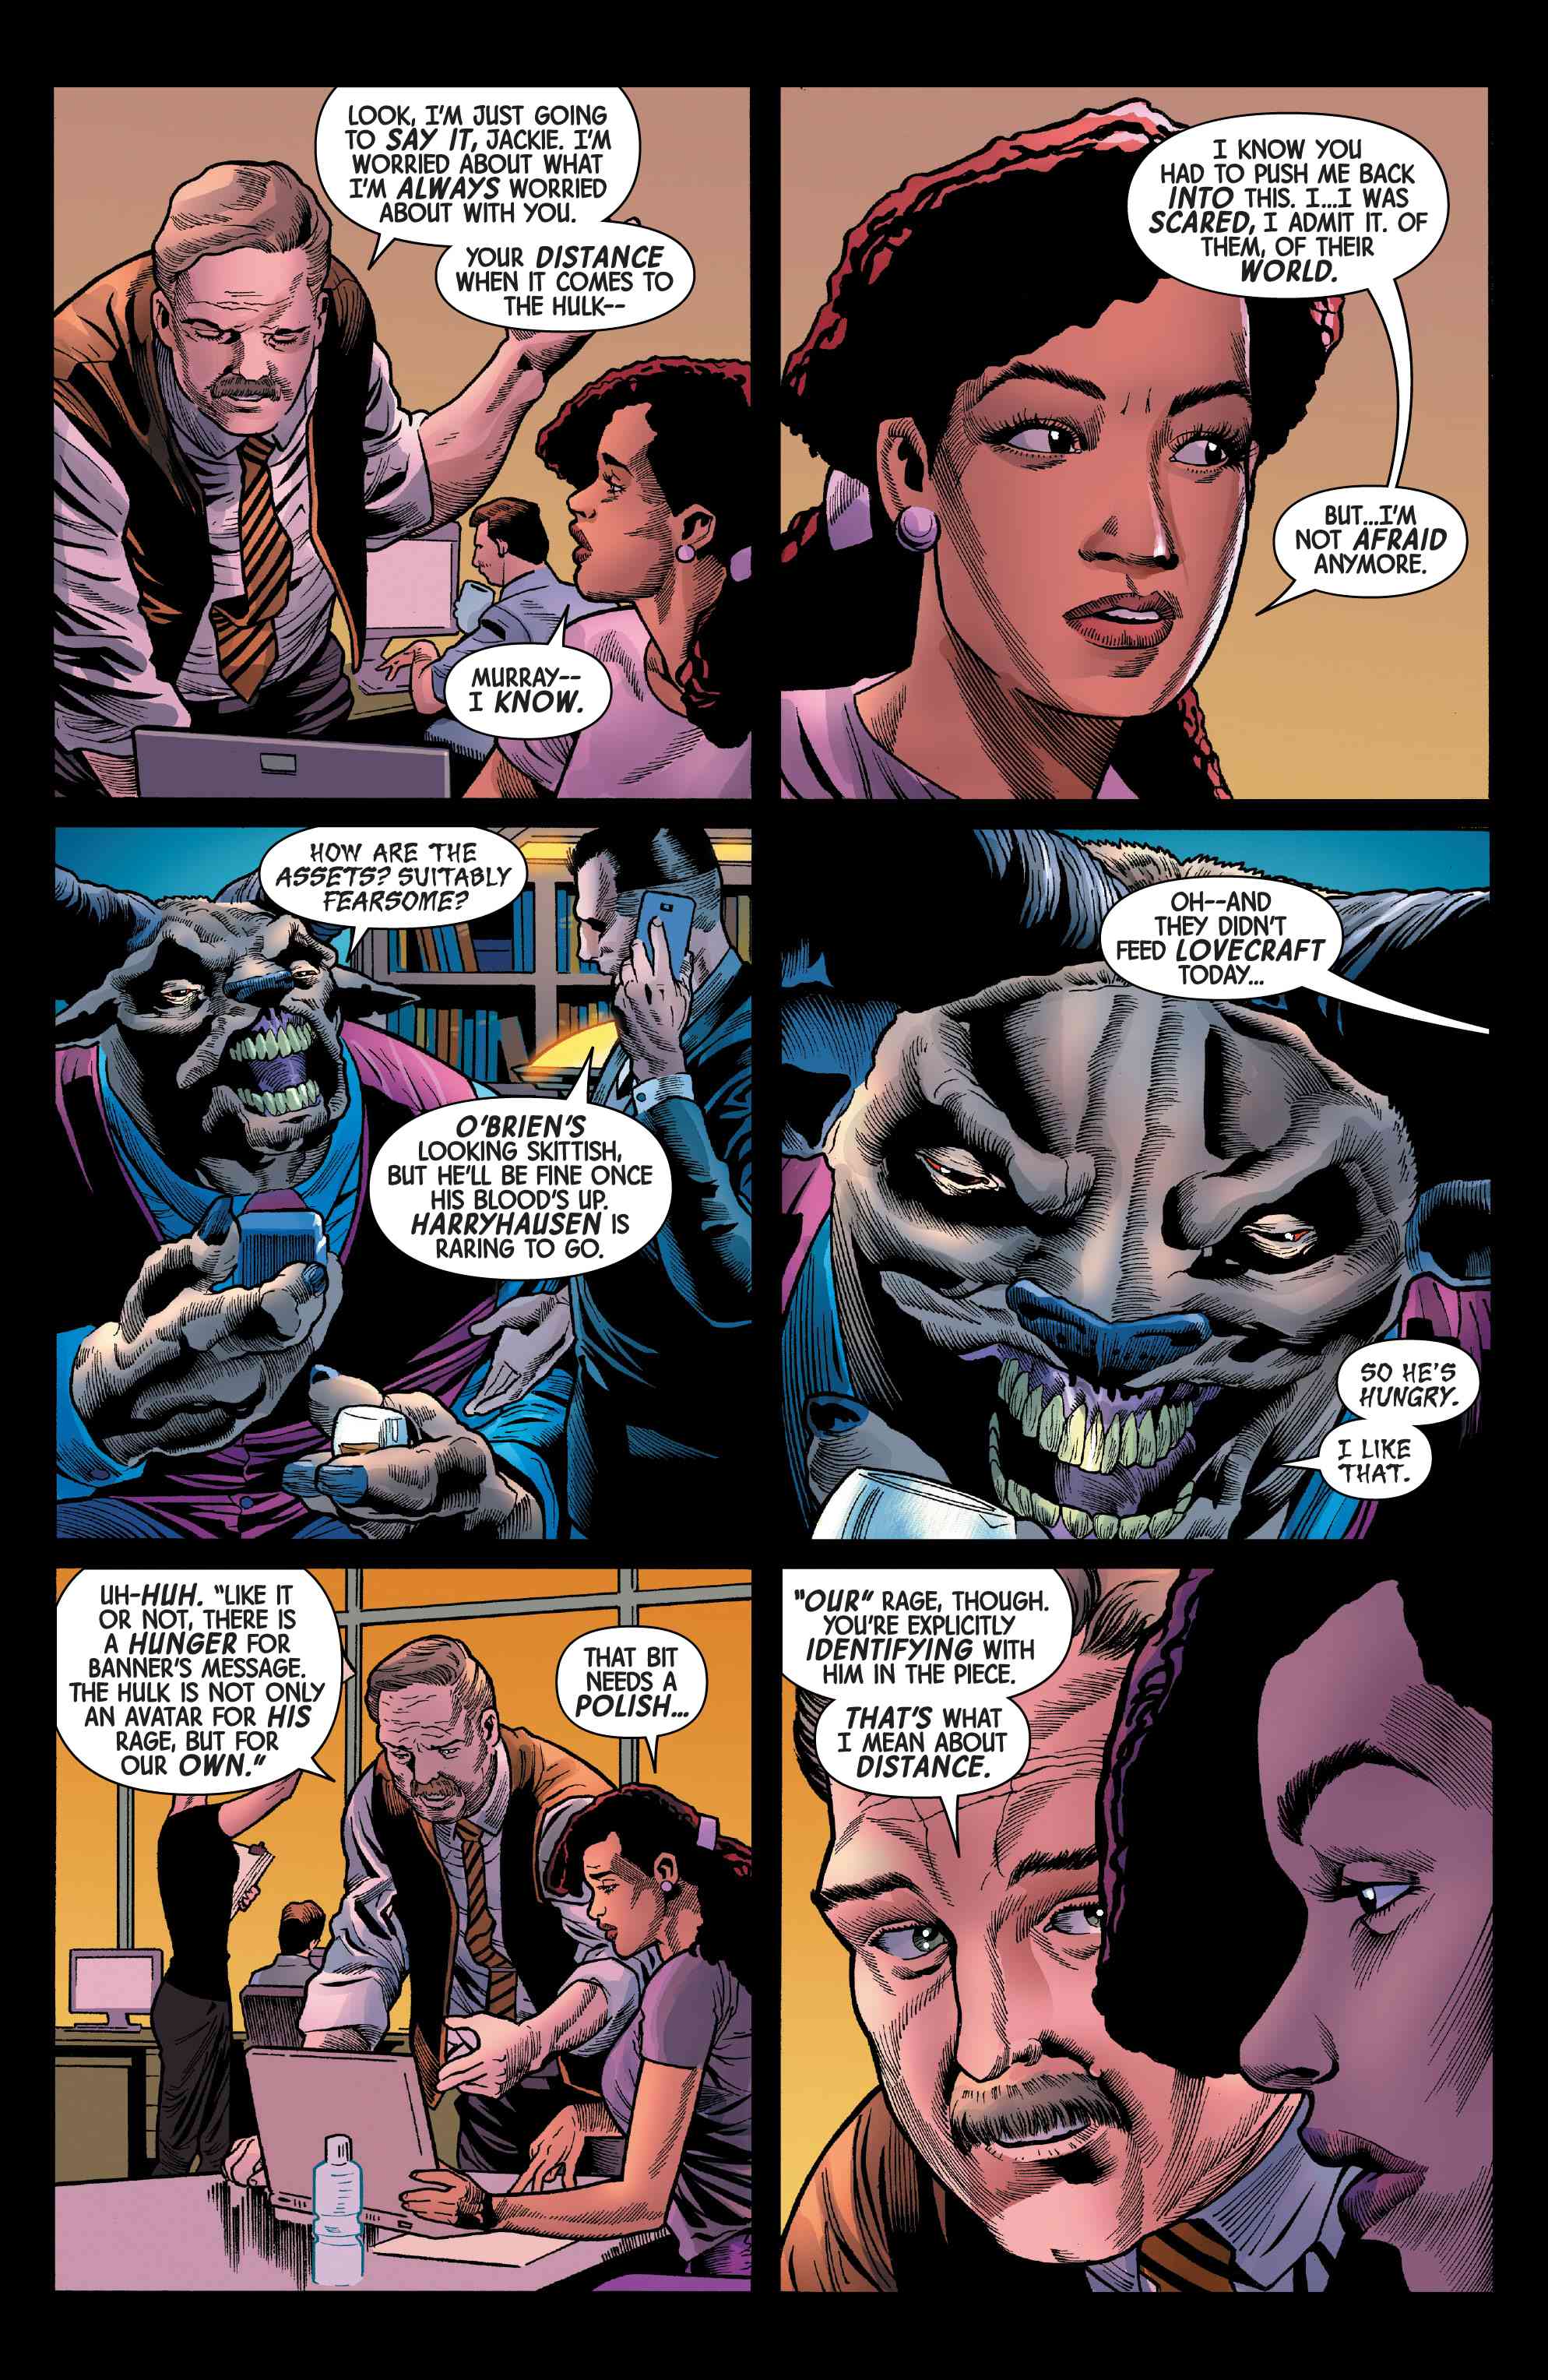 LOOK, I'M JUST GOING
TO SAY IT, JACKIE. I'M
WORRIED ABOUT WHAT
I'M ALWAYS WORRIED
ABOUT WITH YOU.
YOUR DISTANCE
WHEN IT COMES TO
THE HULK--
MURRAY--
I KNOW.
I KNOW YOU
HAD TO PUSH ME BACK
INTO THIS. I...I WAS
SCARED, I ADMIT IT. OF
THEM, OF THEIR
WORLD.
BUT...I'M
NOT AFRAID
ANYMORE.
HOW ARE THE
ASSETS? SUITABLY
FEARSOME?
O'BRIEN'S
LOOKING SKITTISH,
BUT HE'LL BE FINE ONCE
HIS BLOOD'S UP.
HARRYHAUSEN IS
RARING TO GO.
OH--AND
THEY DIDN'T
FEED LOVECRAFT
TODAY...
SO HE'S
HUNGRY.
I LIKE
THAT.
UH-HUH. "LIKE IT
OR NOT, THERE IS
A HUNGER FOR
BANNER'S MESSAGE.
THE HULK IS NOT ONLY
AN AVATAR FOR HIS
RAGE, BUT FOR
OUR OWN."
THAT BIT
NEEDS A
POLISH...
"OUR" RAGE, THOUGH.
YOU'RE EXPLICITLY
IDENTIFYING WITH
HIM IN THE PIECE.
THAT'S WHAT
I MEAN ABOUT
DISTANCE.